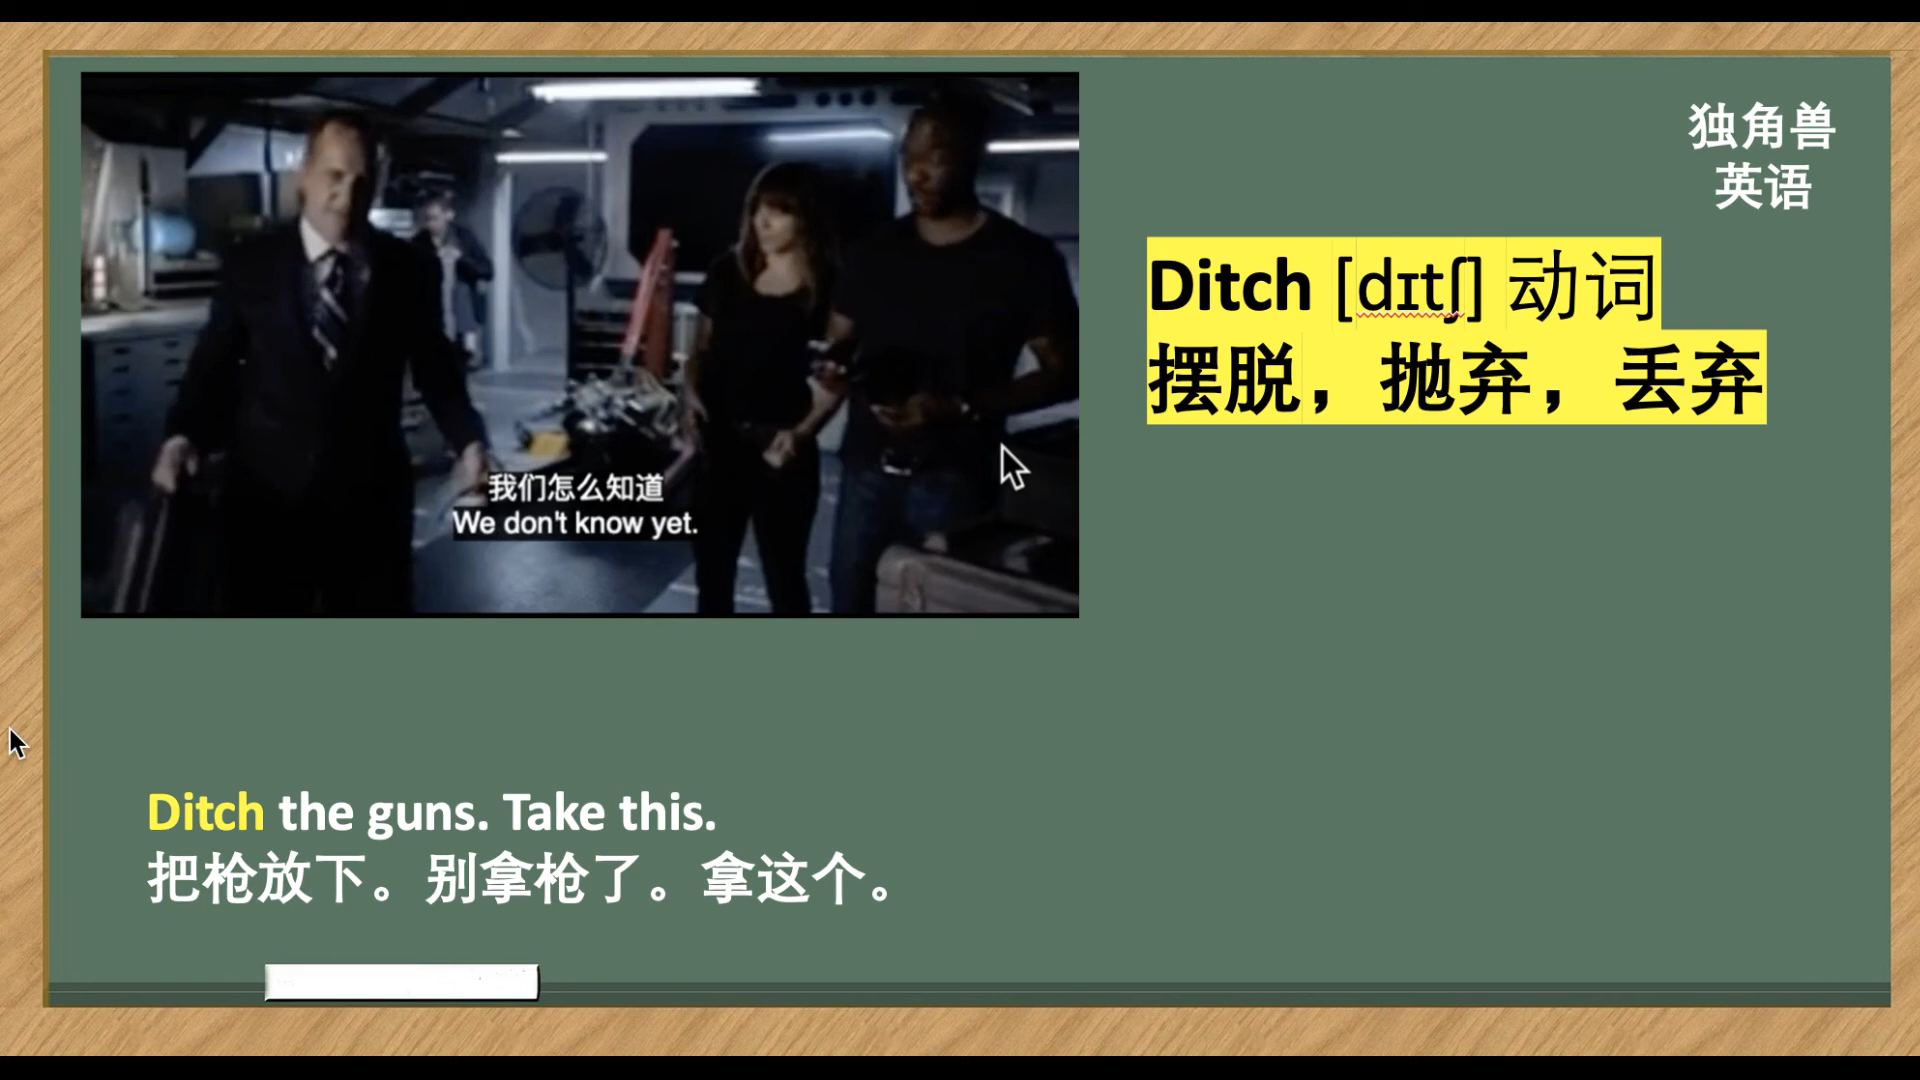 独角兽
英语
Ditch [dɪtʃ] 动词
摆脱，抛弃，丢弃
我们怎么知道
We don't know yet.
Ditch the guns. Take this.
把枪放下。别拿枪了。拿这个。